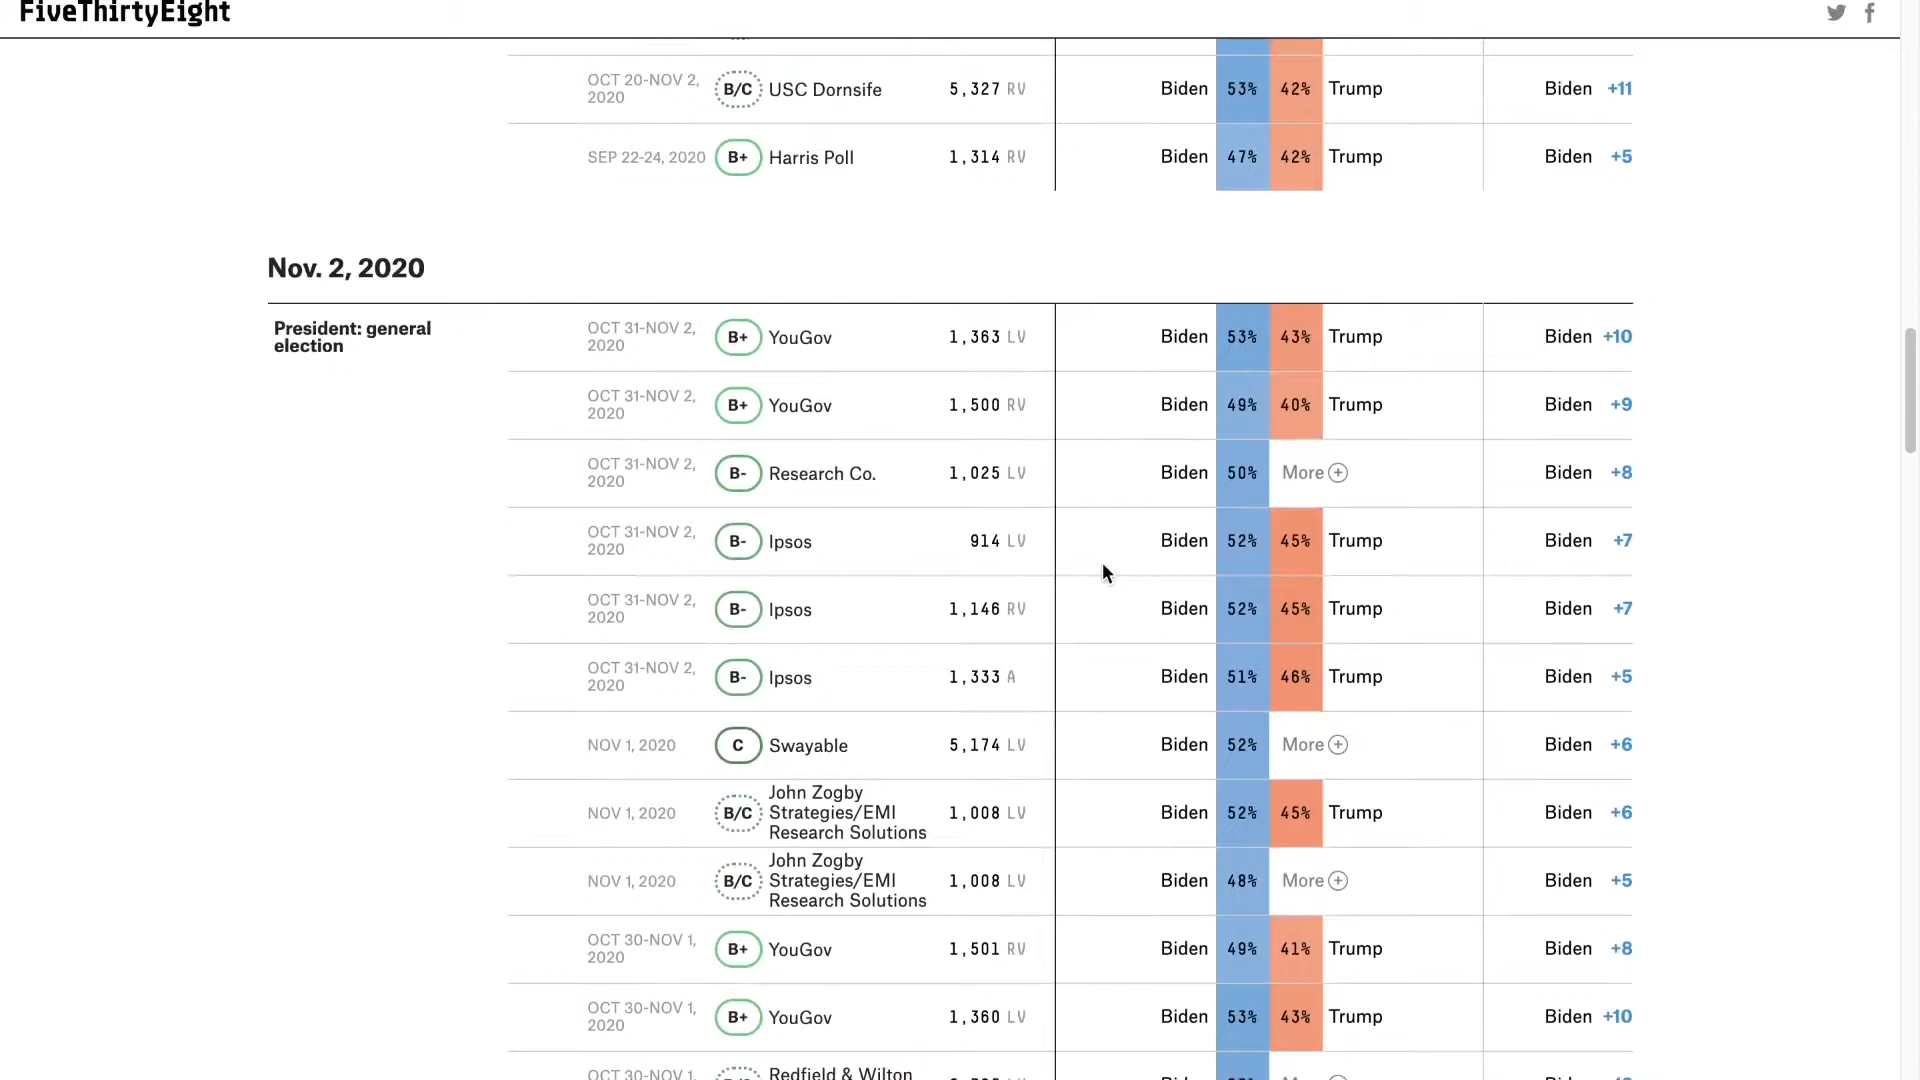 FiveThirtyEight
OCT 20-NOV 2, 2020 B/C USC Dornsife 5,327 RV Biden 53% 42% Trump Biden +11
SEP 22-24, 2020 B+ Harris Poll 1,314 RV Biden 47% 42% Trump Biden +5
Nov. 2, 2020
President: general election
OCT 31-NOV 2, 2020 B+ YouGov 1,363 LV Biden 53% 43% Trump Biden +10
OCT 31-NOV 2, 2020 B+ YouGov 1,500 RV Biden 49% 40% Trump Biden +9
OCT 31-NOV 2, 2020 B- Research Co. 1,025 LV Biden 50% More Biden +8
OCT 31-NOV 2, 2020 B- Ipsos 914 LV Biden 52% 45% Trump Biden +7
OCT 31-NOV 2, 2020 B- Ipsos 1,146 RV Biden 52% 45% Trump Biden +7
OCT 31-NOV 2, 2020 B- Ipsos 1,333 A Biden 51% 46% Trump Biden +5
NOV 1, 2020 C Swayable 5,174 LV Biden 52% More Biden +6
NOV 1, 2020 B/C John Zogby Strategies/EMI Research Solutions 1,008 LV Biden 52% 45% Trump Biden +6
NOV 1, 2020 B/C John Zogby Strategies/EMI Research Solutions 1,008 LV Biden 48% More Biden +5
OCT 30-NOV 1, 2020 B+ YouGov 1,501 RV Biden 49% 41% Trump Biden +8
OCT 30-NOV 1, 2020 B+ YouGov 1,360 LV Biden 53% 43% Trump Biden +10
OCT 30-NOV 1, Redfield & Wilton